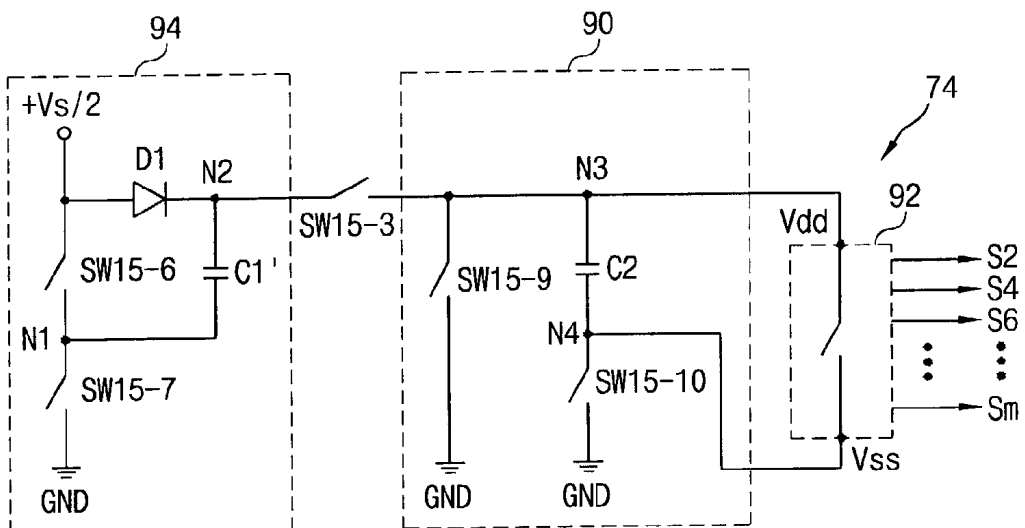 94
90
+Vs/2
74
D1
N2
N3
SW15-3
Vdd
92
SW15-6
C1'
SW15-9
C2
S2
S4
S6
N1
N4
SW15-7
SW15-10
Sm
Vss
GND
GND
GND